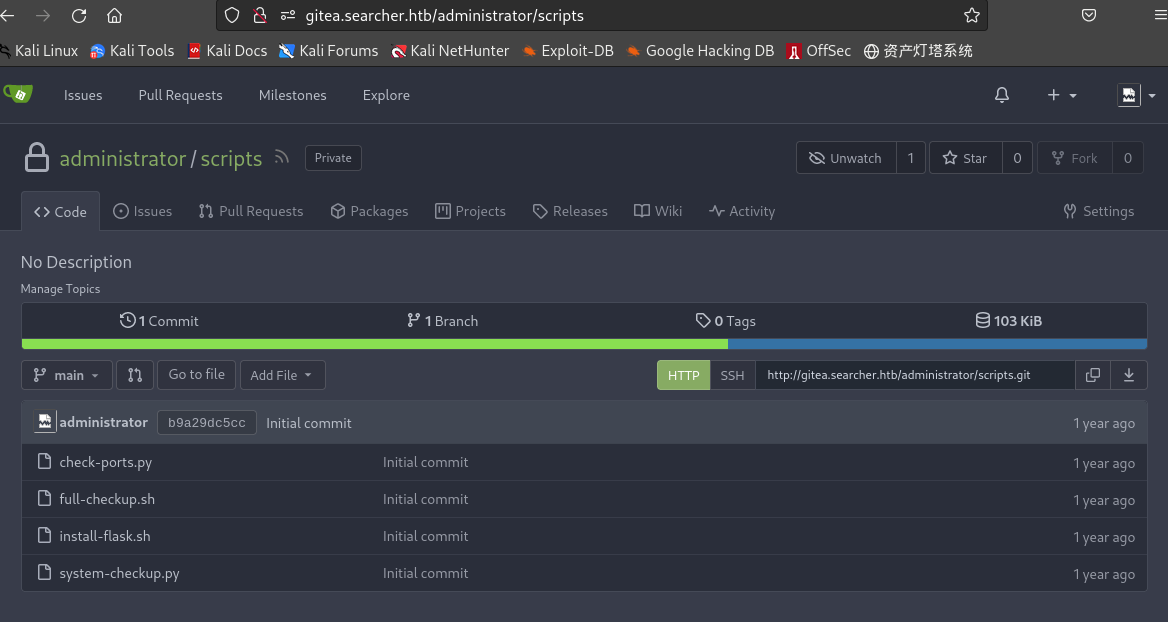 gitea.searcher.htb/administrator/scripts
Kali Linux Kali Tools Kali Docs Kali Forums Kali NetHunter Exploit-DB Google Hacking DB OffSec 资产灯塔系统
Issues Pull Requests Milestones Explore
administrator / scripts Private Unwatch 1 Star 0 Fork 0
Code Issues Pull Requests Packages Projects Releases Wiki Activity Settings
No Description
Manage Topics
1 Commit 1 Branch 0 Tags 103 KiB
main Go to file Add File HTTP SSH http://gitea.searcher.htb/administrator/scripts.git
administrator b9a29dc5cc Initial commit 1 year ago
check-ports.py Initial commit 1 year ago
full-checkup.sh Initial commit 1 year ago
install-flask.sh Initial commit 1 year ago
system-checkup.py Initial commit 1 year ago